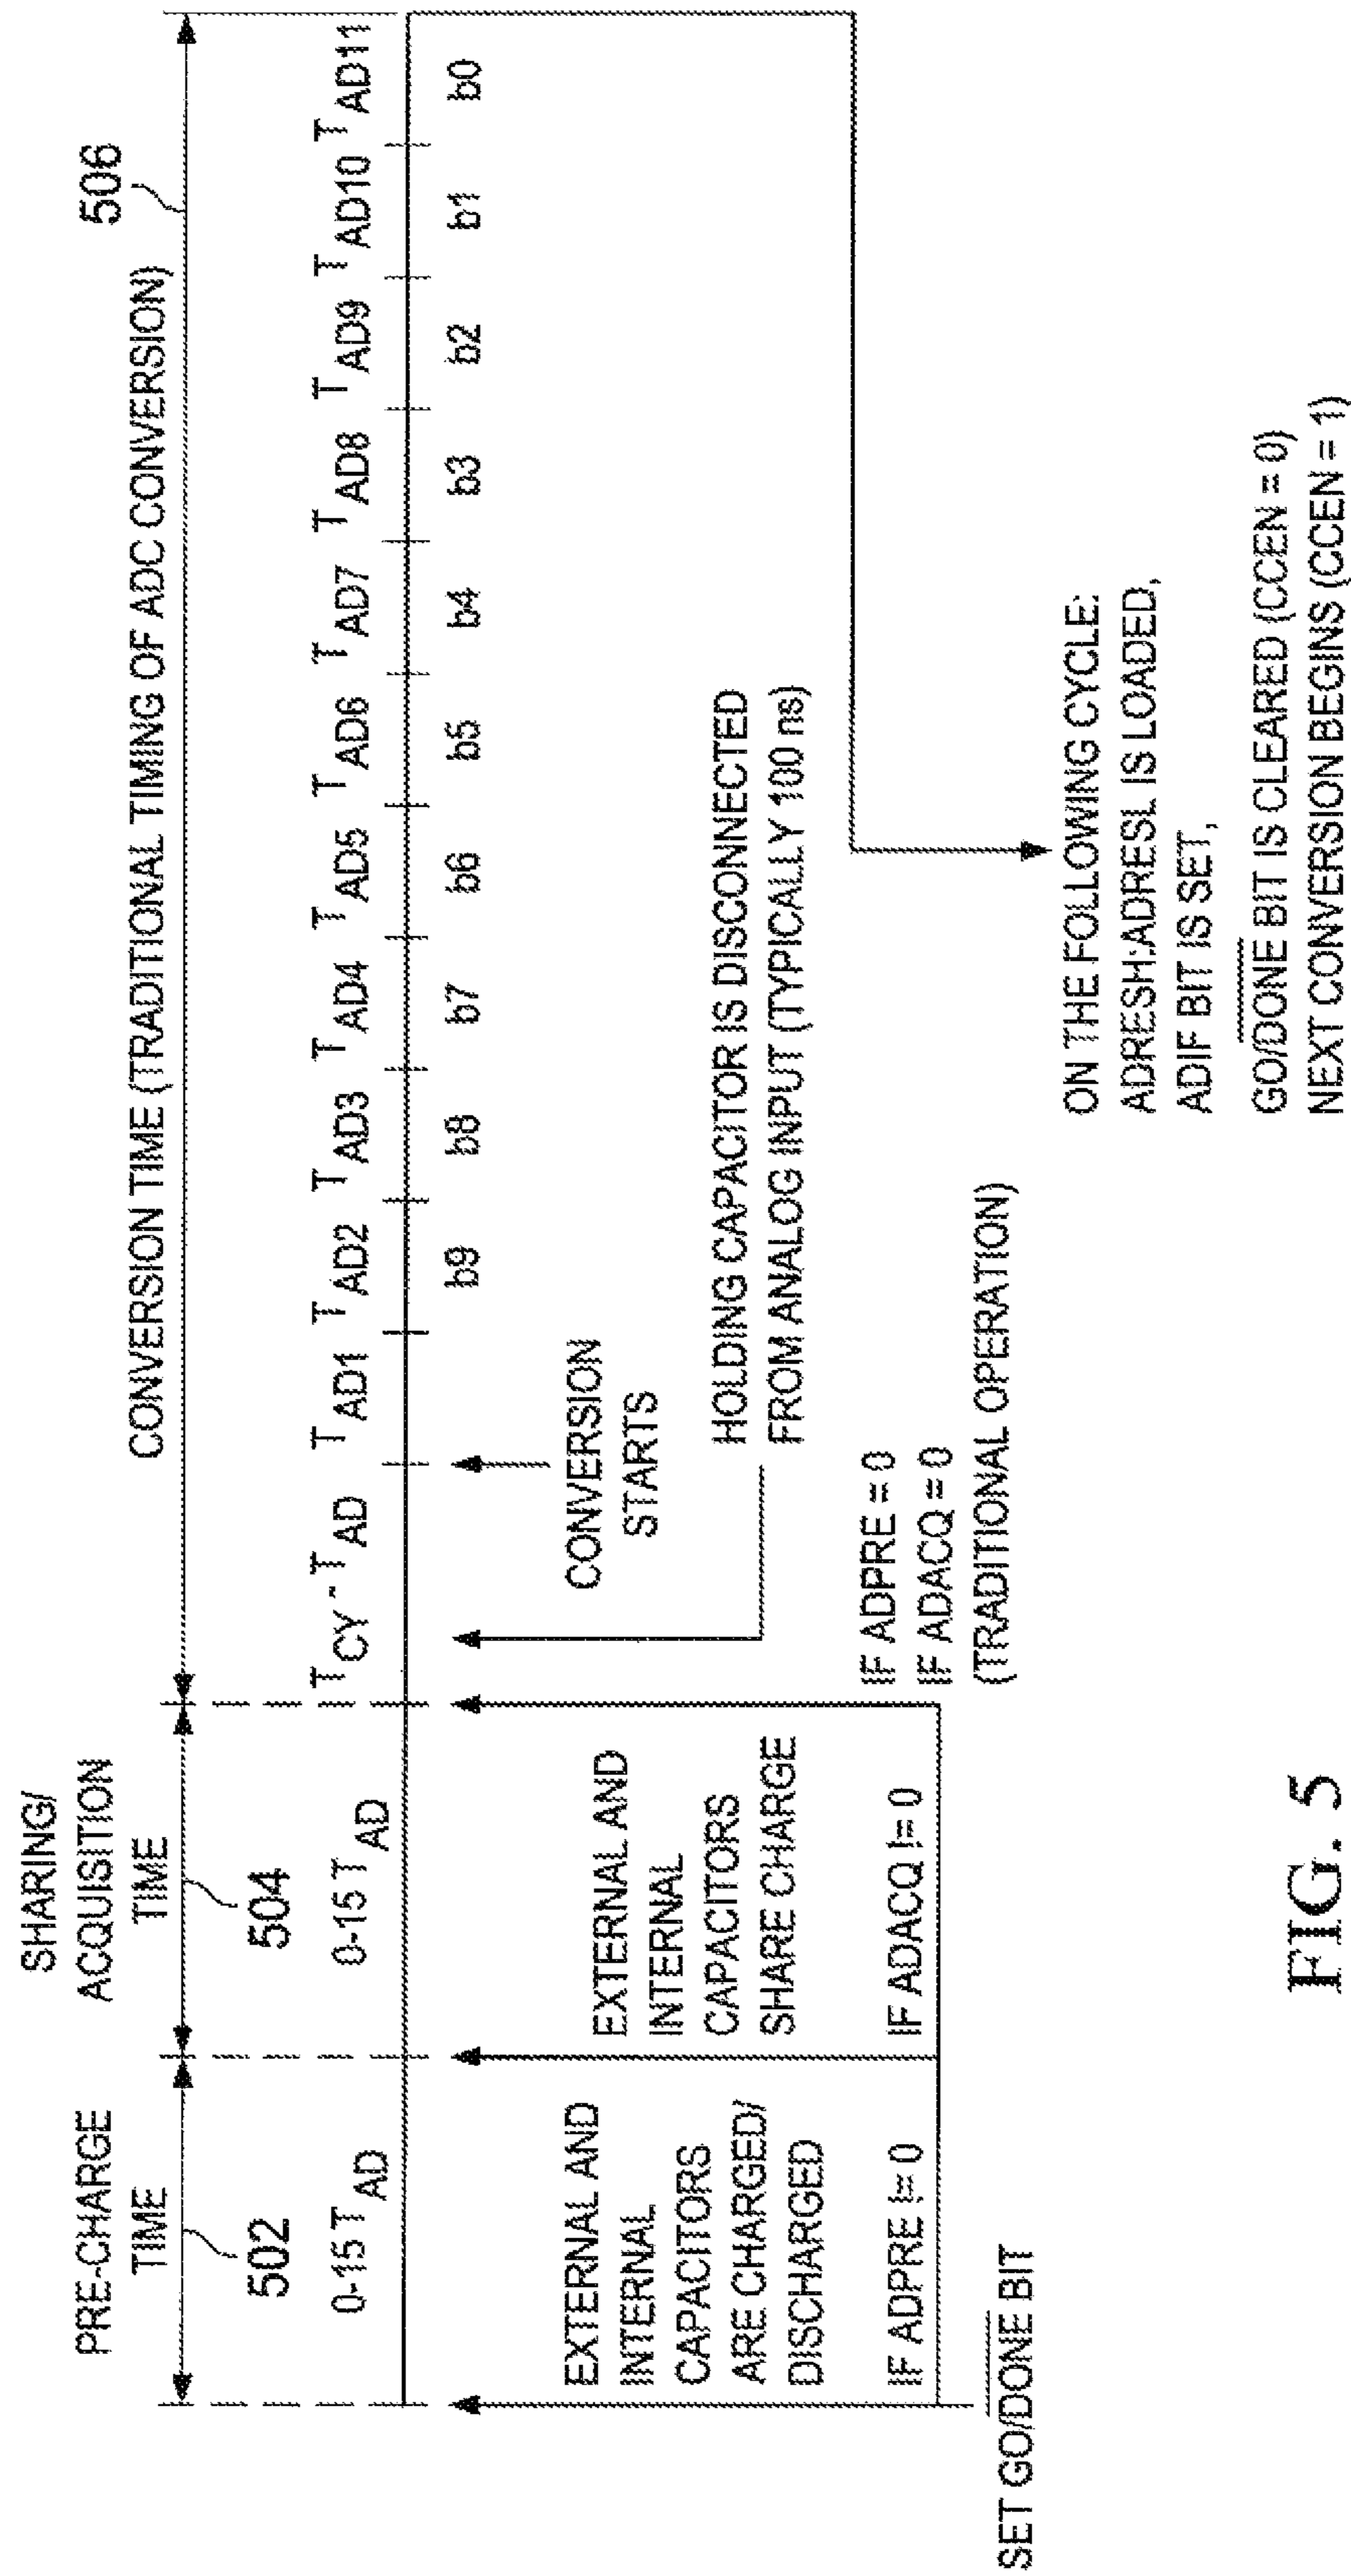 PRE-CHARGE
TIME
502
SHARING/
ACQUISITION
TIME
504
CONVERSION TIME (TRADITIONAL TIMING OF ADC CONVERSION)
506
0-15 TAD
0-15 TAD
TCY - TAD
TAD1
TAD2
TAD3
TAD4
TAD5
TAD6
TAD7
TAD8
TAD9
TAD10
TAD11
b9
b8
b7
b6
b5
b4
b3
b2
b1
b0
EXTERNAL AND
INTERNAL
CAPACITORS
ARE CHARGED/
DISCHARGED
IF ADPRE != 0
EXTERNAL AND
INTERNAL
CAPACITORS
SHARE CHARGE
IF ADACQ != 0
CONVERSION
STARTS
HOLDING CAPACITOR IS DISCONNECTED
FROM ANALOG INPUT (TYPICALLY 100 ns)
IF ADPRE = 0
IF ADACQ = 0
(TRADITIONAL OPERATION)
SET GO/DONE BIT
ON THE FOLLOWING CYCLE:
ADRESH:ADRESL IS LOADED,
ADIF BIT IS SET,
GO/DONE BIT IS CLEARED (CCEN = 0)
NEXT CONVERSION BEGINS (CCEN = 1)
FIG. 5